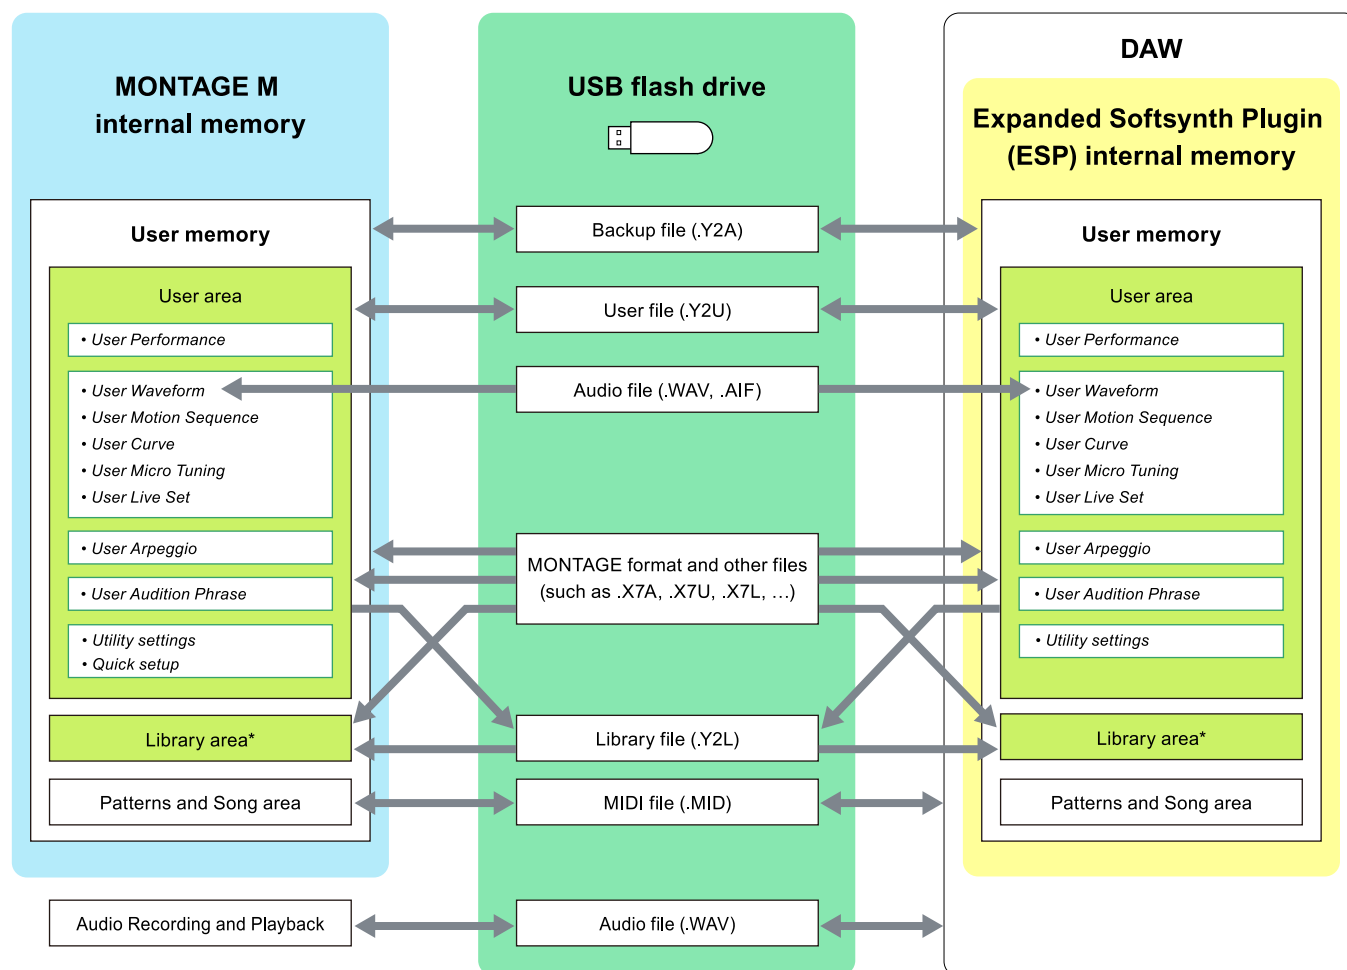 MONTAGE M
internal memory
User memory
User area
• User Performance
• User Waveform
• User Motion Sequence
• User Curve
• User Micro Tuning
• User Live Set
• User Arpeggio
• User Audition Phrase
• Utility settings
• Quick setup
Library area*
Patterns and Song area
Audio Recording and Playback
USB flash drive
Backup file (.Y2A)
User file (.Y2U)
Audio file (.WAV, .AIF)
MONTAGE format and other files
(such as .X7A, .X7U, .X7L, …)
Library file (.Y2L)
MIDI file (.MID)
Audio file (.WAV)
DAW
Expanded Softsynth Plugin
(ESP) internal memory
User memory
User area
• User Performance
• User Waveform
• User Motion Sequence
• User Curve
• User Micro Tuning
• User Live Set
• User Arpeggio
• User Audition Phrase
• Utility settings
Library area*
Patterns and Song area